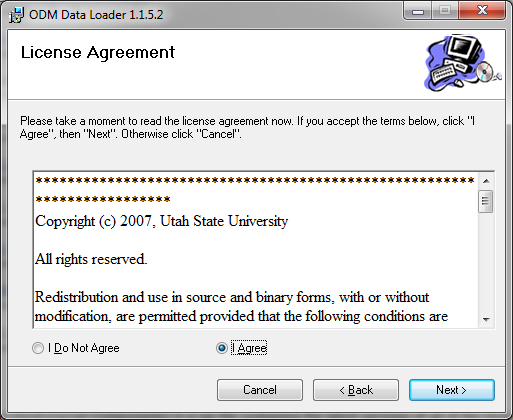 ODM Data Loader 1.1.5.2
License Agreement
Please take a moment to read the license agreement now. If you accept the terms below, click "I
Agree", then "Next". Otherwise click "Cancel".
*******************************************************
*****************
Copyright (c) 2007, Utah State University
All rights reserved.
Redistribution and use in source and binary forms, with or without
modification, are permitted provided that the following conditions are
I Do Not Agree
I Agree
Cancel
< Back
Next >